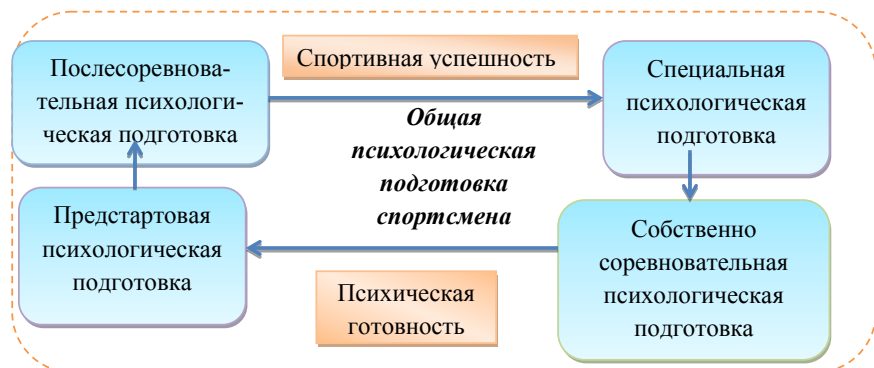 Послесоревнова-
тельная психологи-
ческая подготовка
Спортивная успешность
Специальная
психологическая
подготовка
Общая
психологическая
подготовка
спортсмена
Предстартовая
психологическая
подготовка
Собственно
соревновательная
психологическая
подготовка
Психическая
готовность